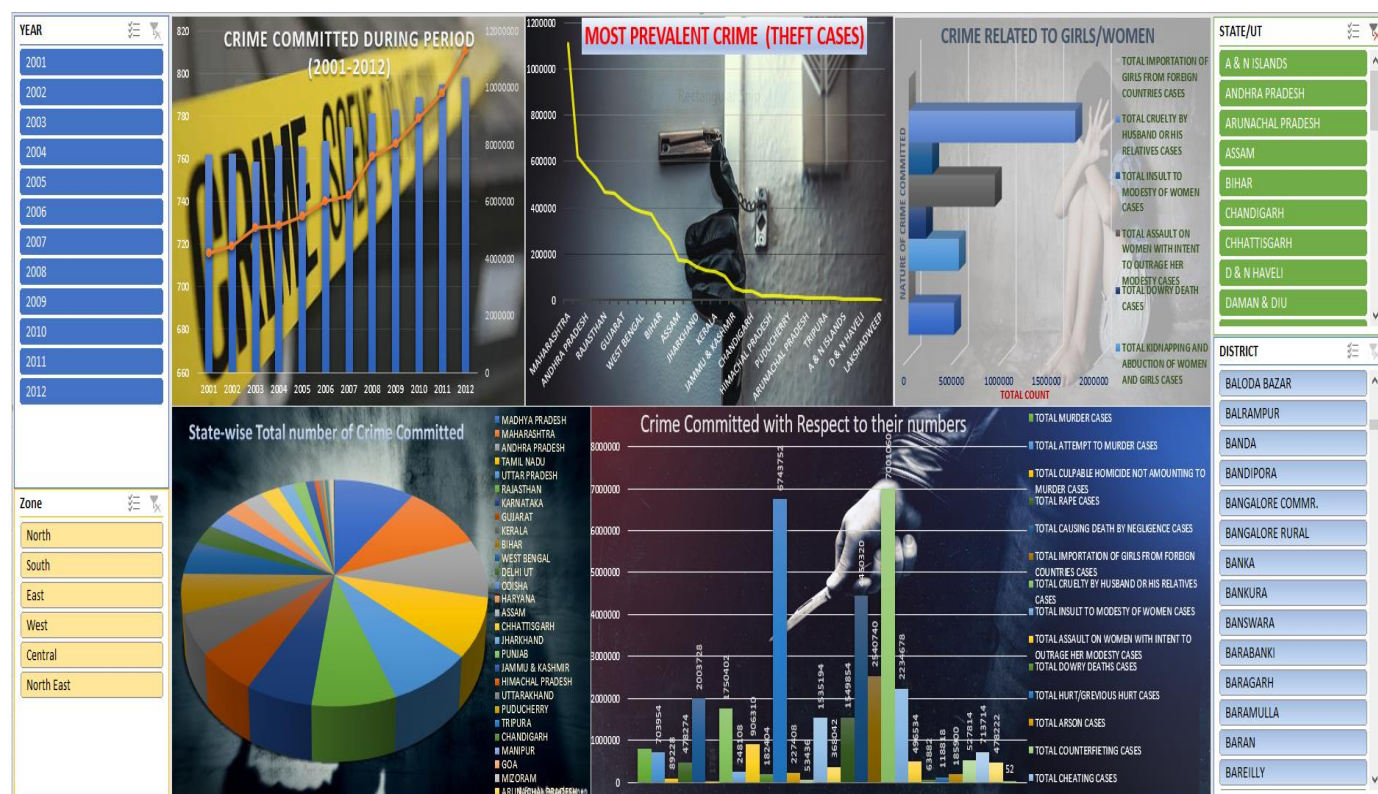 YEAR
2001
2002
2003
2004
2005
2006
2007
2008
2009
2010
2011
2012
Zone
North
South
East
West
Central
North East
CRIME COMMITTED DURING PERIOD
(2001-2012)
820
800
780
760
740
720
700
680
660
12000000
10000000
8000000
6000000
4000000
2000000
0
2001 2002 2003 2004 2005 2006 2007 2008 2009 2010 2011 2012
MOST PREVALENT CRIME (THEFT CASES)
1200000
1000000
800000
600000
400000
200000
0
MAHARASHTRA
ANDHRA PRADESH
RAJASTHAN
GUJARAT
WEST BENGAL
BIHAR
ASSAM
JHARKHAND
KERALA
JAMMU & KASHMIR
CHANDIGARH
HIMACHAL PRADESH
PUDUCHERRY
ARUNACHAL PRADESH
TRIPURA
A & N ISLANDS
D & N HAVELI
LAKSHADWEEP
CRIME RELATED TO GIRLS/WOMEN
NATURE OF CRIME COMMITTED
0 500000 1000000 1500000 2000000
TOTAL COUNT
TOTAL IMPORTATION OF
GIRLS FROM FOREIGN
COUNTRIES CASES
TOTAL CRUELTY BY
HUSBAND OR HIS
RELATIVES CASES
TOTAL INSULT TO
MODESTY OF WOMEN
CASES
TOTAL ASSAULT ON
WOMEN WITH INTENT
TO OUTRAGE HER
MODESTY CASES
TOTAL DOWRY DEATH
CASES
TOTAL KIDNAPPING AND
ABDUCTION OF WOMEN
AND GIRLS CASES
State-wise Total number of Crime Committed
MADHYA PRADESH
MAHARASHTRA
ANDHRA PRADESH
TAMIL NADU
UTTAR PRADESH
RAJASTHAN
KARNATAKA
GUJARAT
KERALA
BIHAR
WEST BENGAL
DELHI UT
ODISHA
HARYANA
ASSAM
CHHATTISGARH
JHARKHAND
PUNJAB
JAMMU & KASHMIR
HIMACHAL PRADESH
UTTARAKHAND
PUDUCHERRY
TRIPURA
CHANDIGARH
MANIPUR
GOA
MIZORAM
ARUNACHAL PRADESH
Crime Committed with Respect to their numbers
8000000
7000000
6000000
5000000
4000000
3000000
2000000
1000000
0
703954
89228
478274
2003728
1750402
248108
906310
182404
6743752
227408
53436
1535194
368042
1549854
4450320
2540740
7001060
2234678
496534
63882
118818
185900
527814
713714
478222
52
TOTAL MURDER CASES
TOTAL ATTEMPT TO MURDER CASES
TOTAL CULPABLE HOMICIDE NOT AMOUNTING TO
MURDER CASES
TOTAL RAPE CASES
TOTAL CAUSING DEATH BY NEGLIGENCE CASES
TOTAL IMPORTATION OF GIRLS FROM FOREIGN
COUNTRIES CASES
TOTAL CRUELTY BY HUSBAND OR HIS RELATIVES
CASES
TOTAL INSULT TO MODESTY OF WOMEN CASES
TOTAL ASSAULT ON WOMEN WITH INTENT TO
OUTRAGE HER MODESTY CASES
TOTAL DOWRY DEATHS CASES
TOTAL HURT/GREVIOUS HURT CASES
TOTAL ARSON CASES
TOTAL COUNTERFIETING CASES
TOTAL CHEATING CASES
STATE/UT
A & N ISLANDS
ANDHRA PRADESH
ARUNACHAL PRADESH
ASSAM
BIHAR
CHANDIGARH
CHHATTISGARH
D & N HAVELI
DAMAN & DIU
DISTRICT
BALODA BAZAR
BALRAMPUR
BANDA
BANDIPORA
BANGALORE COMMR.
BANGALORE RURAL
BANKA
BANKURA
BANSWARA
BARABANKI
BARAGARH
BARAMULLA
BARAN
BAREILLY